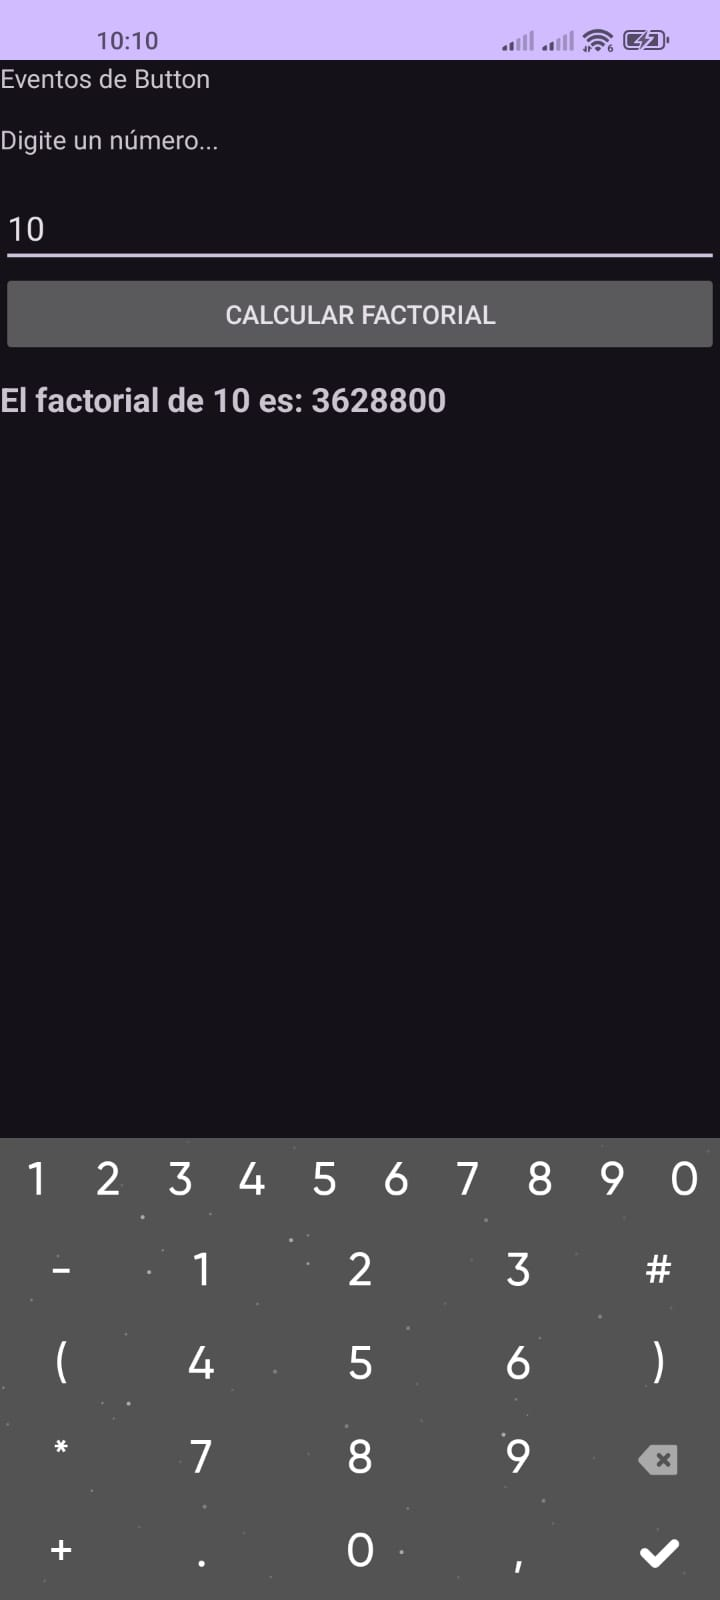 10:10
Eventos de Button
Digite un número...
10
CALCULAR FACTORIAL
El factorial de 10 es: 3628800
1 2 3 4 5 6 7 8 9 0
- 1 2 3 #
( 4 5 6 )
* 7 8 9
+ . 0 ,